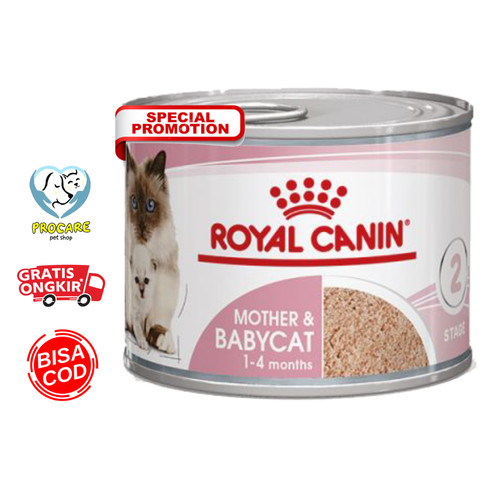 SPECIAL
PROMOTION
PROCARE
pet shop
GRATIS
ONGKIR
BISA
COD
ROYAL CANIN
MOTHER &
BABYCAT
1-4 months
2
STAGE